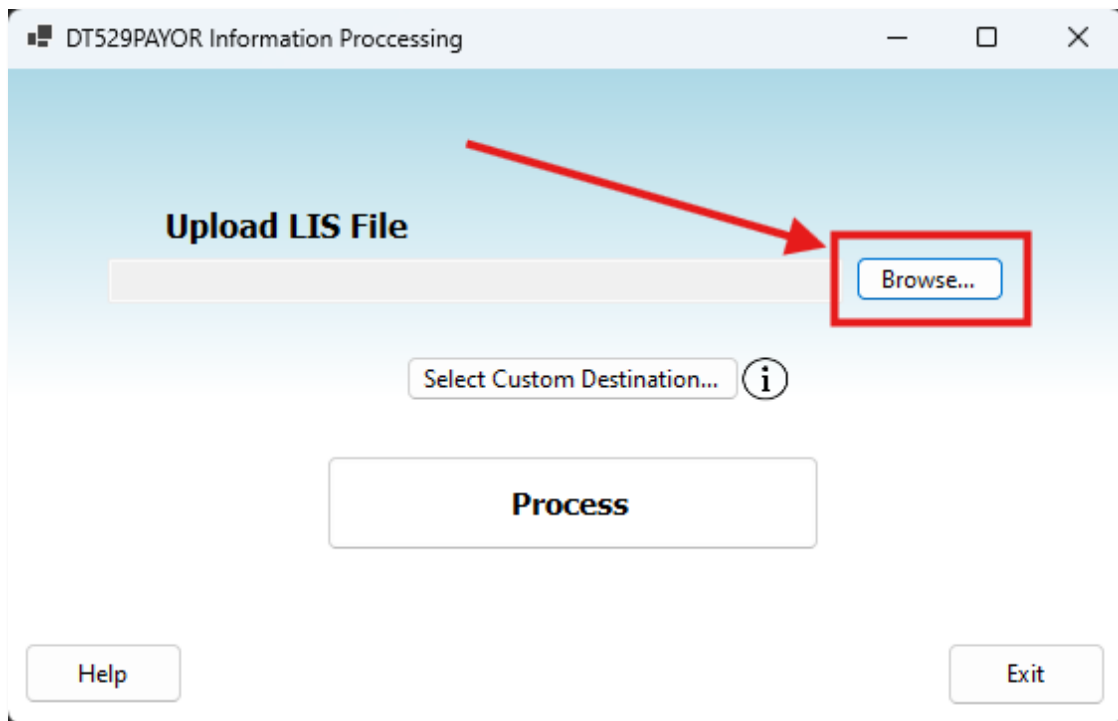 DT529PAYOR Information Proccessing
Upload LIS File
Browse...
Select Custom Destination...
i
Process
Help
Exit